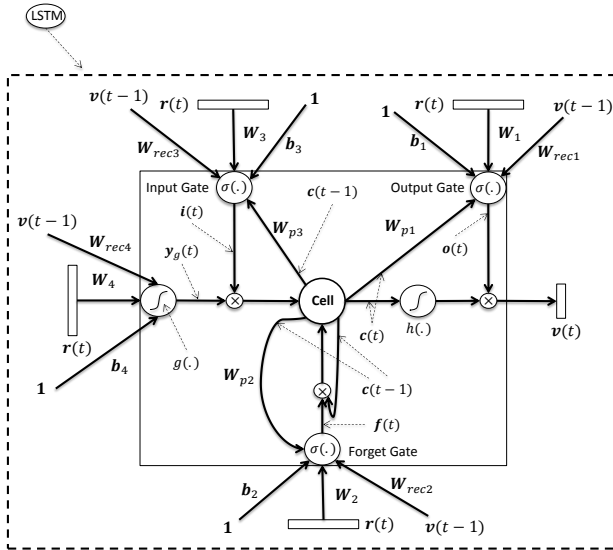 LSTM
v(t−1)
r(t)
1
1
r(t)
v(t−1)
W_rec3
W_3
b_3
b_1
W_1
W_rec1
Input Gate
σ(.)
c(t−1)
Output Gate
σ(.)
v(t−1)
i(t)
W_rec4
y_g(t)
W_p3
W_p1
o(t)
W_4
×
Cell
×
r(t)
g(.)
c(t)
h(.)
v(t)
1
b_4
W_p2
c(t−1)
×
f(t)
σ(.)
Forget Gate
b_2
W_2
W_rec2
1
r(t)
v(t−1)